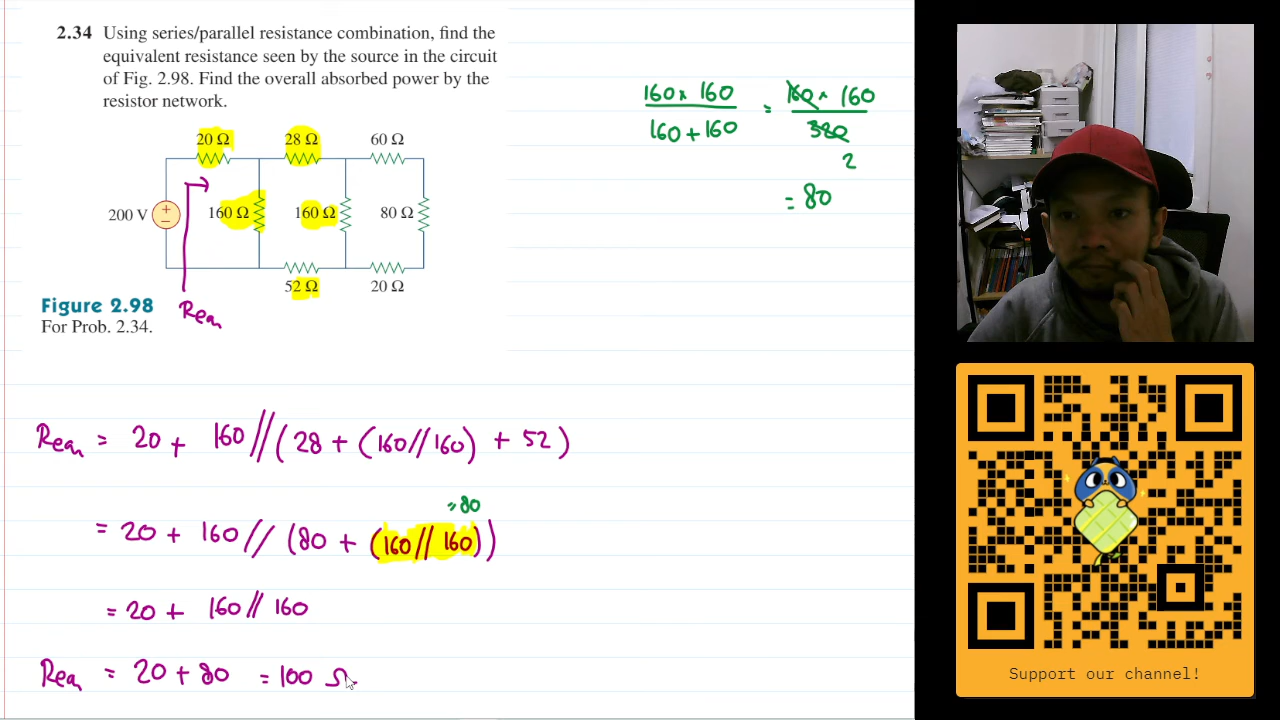 2.34 Using series/parallel resistance combination, find the
equivalent resistance seen by the source in the circuit
of Fig. 2.98. Find the overall absorbed power by the
resistor network.
20 Ω 28 Ω 60 Ω
200 V + − 160 Ω 160 Ω 80 Ω
52 Ω 20 Ω
Figure 2.98
For Prob. 2.34.
Req
160 × 160 / 160 + 160 = 160 × 160 / 320
2
= 80
Req = 20 + 160 // (28 + (160 // 160) + 52)
= 80
= 20 + 160 // (80 + (160 // 160))
= 20 + 160 // 160
Req = 20 + 80 = 100 Ω
Support our channel!